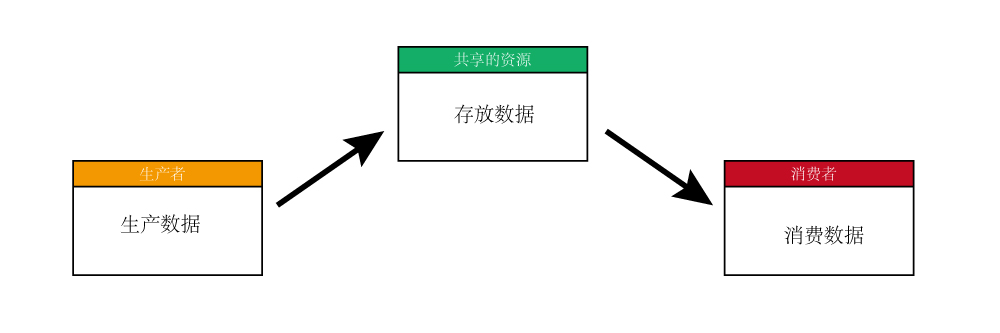 共享的资源
存放数据
生产者
生产数据
消费者
消费数据